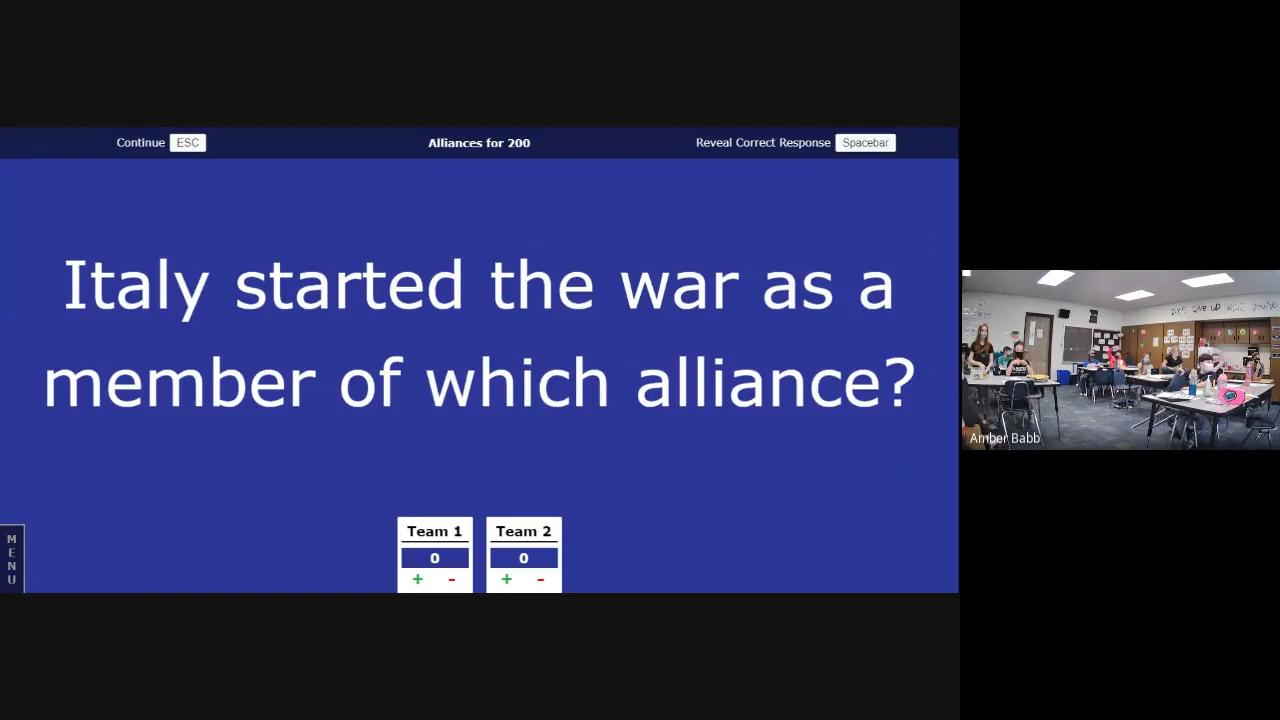 Continue ESC
Alliances for 200
Reveal Correct Response Spacebar
Italy started the war as a
member of which alliance?
MENU
Team 1
0
+ -
Team 2
0
+ -
Amber Babb